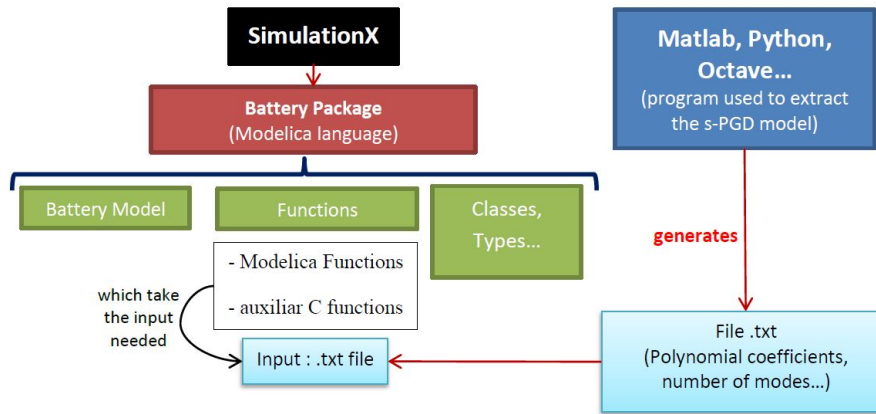 SimulationX
Battery Package
(Modelica language)
Battery Model
Functions
Classes,
Types...
- Modelica Functions
- auxiliar C functions
which take
the input
needed
Input : .txt file
Matlab, Python,
Octave...
(program used to extract
the s-PGD model)
generates
File .txt
(Polynomial coefficients,
number of modes...)